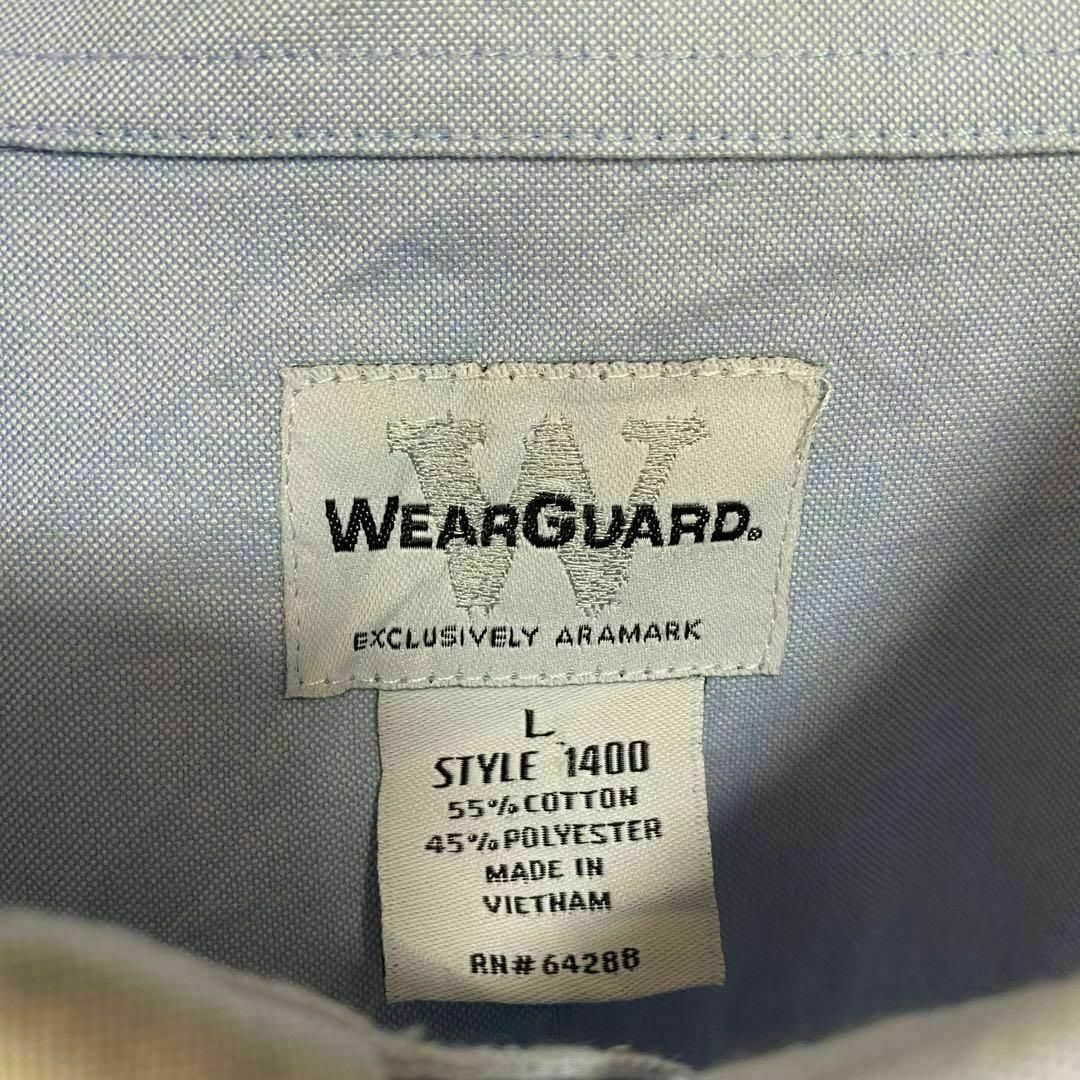 WEARGUARD®
EXCLUSIVELY ARAMARK
L
STYLE 1400
55% COTTON
45% POLYESTER
MADE IN
VIETNAM
RN# 64288